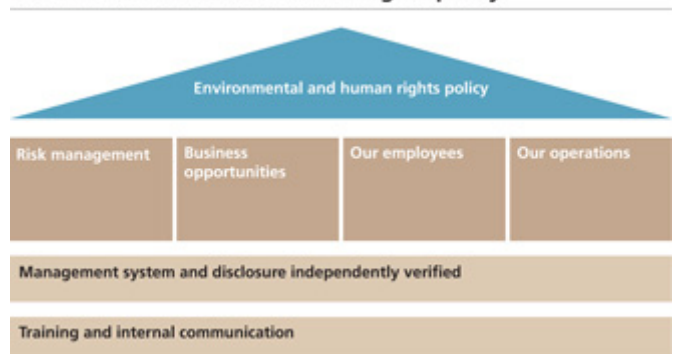 Environmental and human rights policy
Risk management
Business
opportunities
Our employees
Our operations
Management system and disclosure independently verified
Training and internal communication